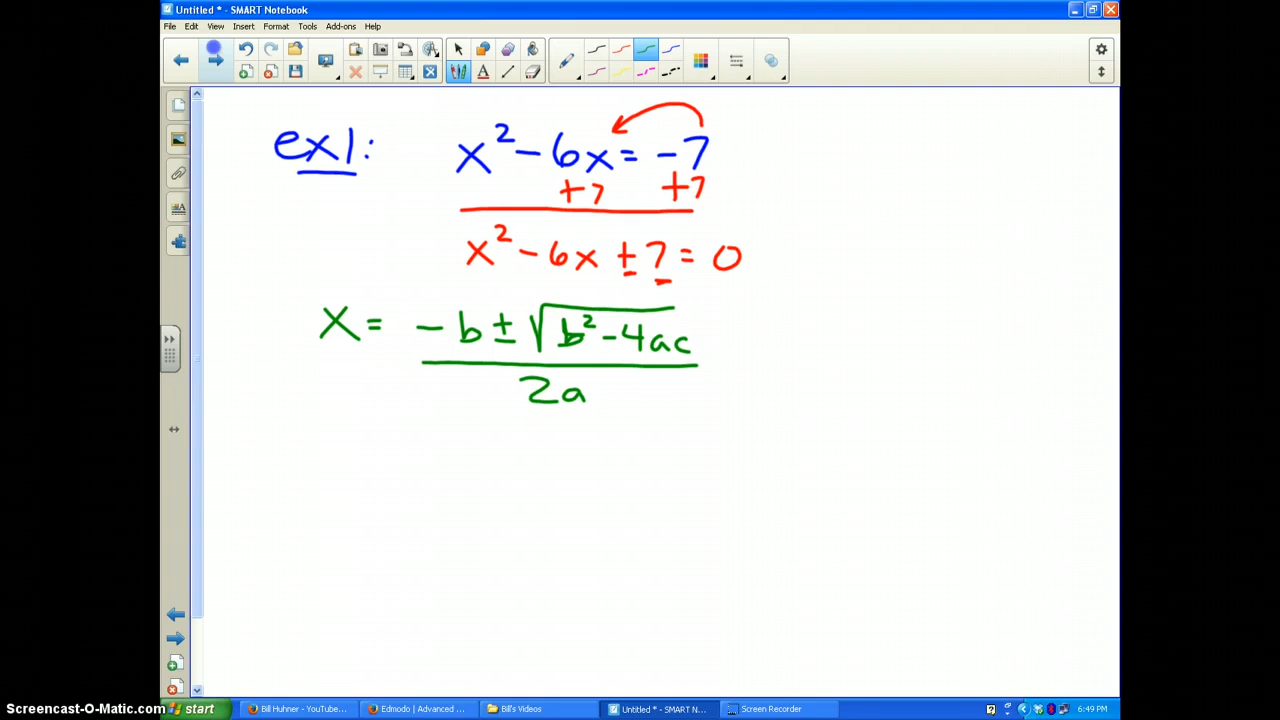 Untitled * - SMART Notebook
File Edit View Insert Format Tools Add-ons Help
ex1: x² - 6x = -7
+7 +7
x² - 6x + 7 = 0
x = -b ± √b² - 4ac
2a
Screencast-O-Matic.com
start
Bill Huhner - YouTube...
Edmodo | Advanced ...
Bill's Videos
Untitled * - SMART N...
Screen Recorder
6:49 PM